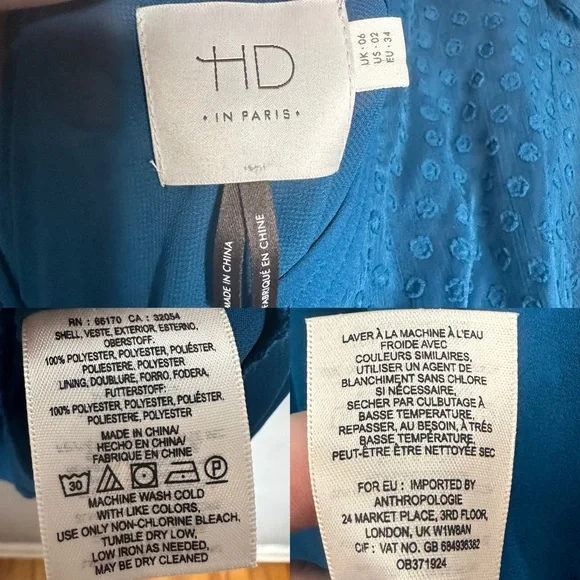 HD
• IN PARIS •
UK : 06
US : 02
EU : 34
MADE IN CHINA
FABRIQUÉ EN CHINE
RN : 66170 CA : 32054
SHELL, VESTE, EXTERIOR, ESTERNO,
OBERSTOFF:
100% POLYESTER, POLYESTER, POLYÉSTER,
POLIESTERE, POLYESTER
LINING, DOUBLURE, FORRO, FODERA,
FUTTERSTOFF:
100% POLYESTER, POLYESTER, POLIÉSTER,
POLIESTERE, POLYESTER
MADE IN CHINA/
HECHO EN CHINA/
FABRIQUÉ EN CHINE
30
P
MACHINE WASH COLD
WITH LIKE COLORS,
USE ONLY NON-CHLORINE BLEACH,
TUMBLE DRY LOW,
LOW IRON AS NEEDED,
MAY BE DRY CLEANED
LAVER À LA MACHINE À L'EAU
FROIDE AVEC
COULEURS SIMILAIRES,
UTILISER UN AGENT DE
BLANCHIMENT SANS CHLORE
SI NÉCESSAIRE,
SECHER PAR CULBUTAGE À
BASSE TEMPÉRATURE,
REPASSER, AU BESOIN, À TRÉS
BASSE TEMPÉRATURE,
PEUT-ÊTRE ÊTRE NETTOYÉE SEC
FOR EU : IMPORTED BY
ANTHROPOLOGIE
24 MARKET PLACE, 3RD FLOOR,
LONDON, UK W1W8AN
C/F : VAT NO. GB 684936382
OB371924